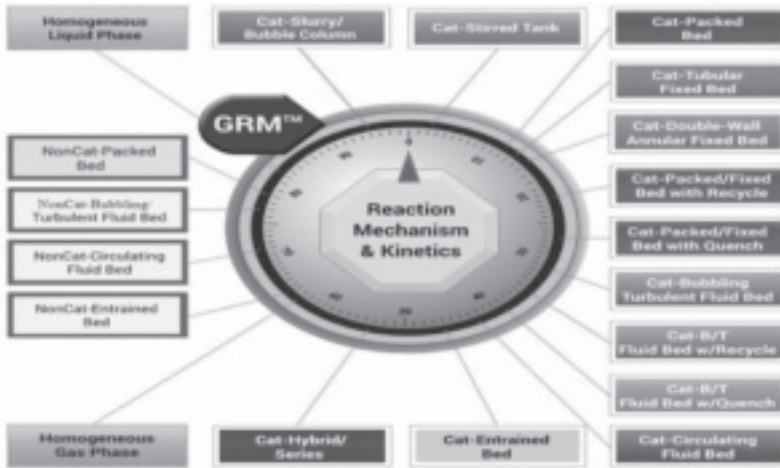 Homogeneous
Liquid Phase
Cat-Slurry/
Bubble Column
Cat-Stirred Tank
Cat-Packed
Bed
GRM™
Cat-Tubular
Fixed Bed
Cat-Double-Wall
Annular Fixed Bed
NonCat-Packed
Bed
Cat-Packed/Fixed
Bed with Recycle
NonCat-Bubbling/
Turbulent Fluid Bed
Reaction
Mechanism
& Kinetics
Cat-Packed/Fixed
Bed with Quench
NonCat-Circulating
Fluid Bed
Cat-Bubbling
Turbulent Fluid Bed
NonCat-Entrained
Bed
Cat-B/T
Fluid Bed w/Recycle
Cat-B/T
Fluid Bed w/Quench
Homogeneous
Gas Phase
Cat-Hybrid/
Series
Cat-Entrained
Bed
Cat-Circulating
Fluid Bed